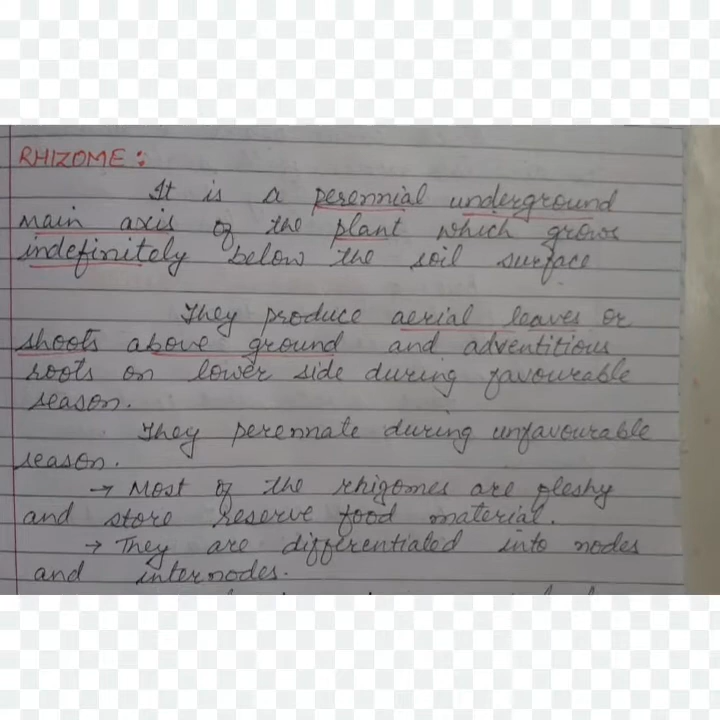 RHIZOME :
It is a perennial underground
main axis of the plant which grows
indefinitely below the soil surface
They produce aerial leaves or
shoots above ground and adventitious
roots on lower side during favourable
season.
They perennate during unfavourable
season.
→ Most of the rhizomes are fleshy
and store reserve food material.
→ They are differentiated into nodes
and internodes.